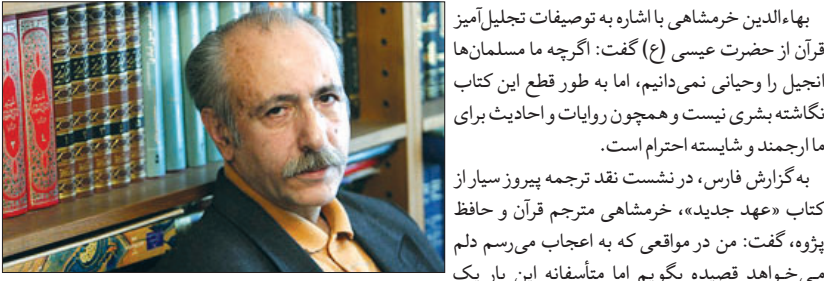 بهاءالدین خرمشاهی با اشاره به توصیفات تجلیل‌آمیز
قرآن از حضرت عیسی (ع) گفت: اگرچه ما مسلمان‌ها
انجیل را وحیانی نمی‌دانیم، اما به طور قطع این کتاب
نگاشته بشری نیست و همچون روایات و احادیث برای
ما ارجمند و شایسته احترام است.
به گزارش فارس، در نشست نقد ترجمه پیروز سیار از
کتاب «عهد جدید»، خرمشاهی مترجم قرآن و حافظ
پژوه، گفت: من در مواقعی که به اعجاب می‌رسم دلم
می‌خواهد قصیده بگویم اما متأسفانه این بار یک